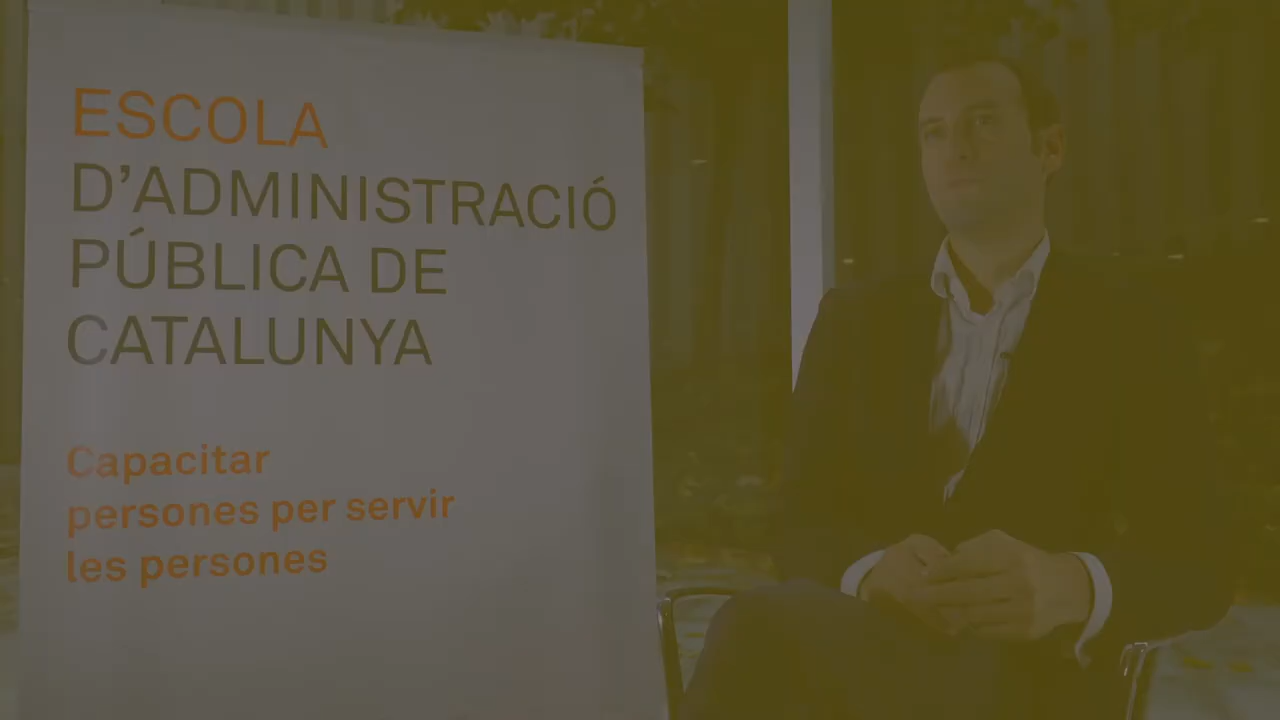 ESCOLA
D’ADMINISTRACIÓ
PÚBLICA DE
CATALUNYA
Capacitar
persones per servir
les persones